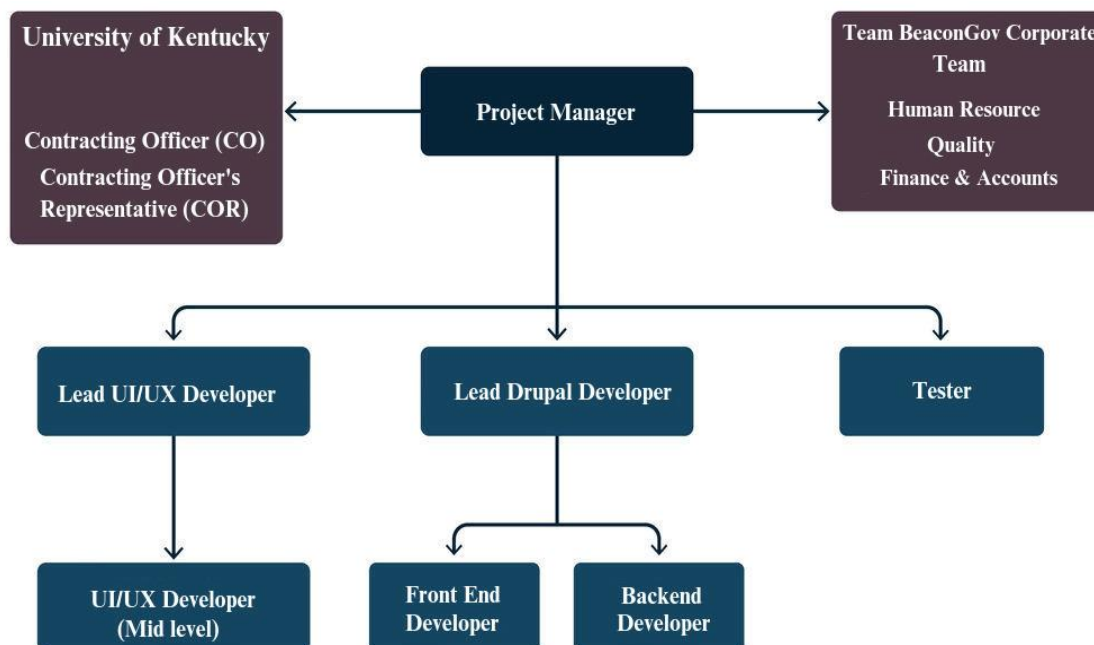 University of Kentucky
Contracting Officer (CO)
Contracting Officer's
Representative (COR)
Project Manager
Team BeaconGov Corporate
Team
Human Resource
Quality
Finance & Accounts
Lead UI/UX Developer
Lead Drupal Developer
Tester
UI/UX Developer
(Mid level)
Front End
Developer
Backend
Developer